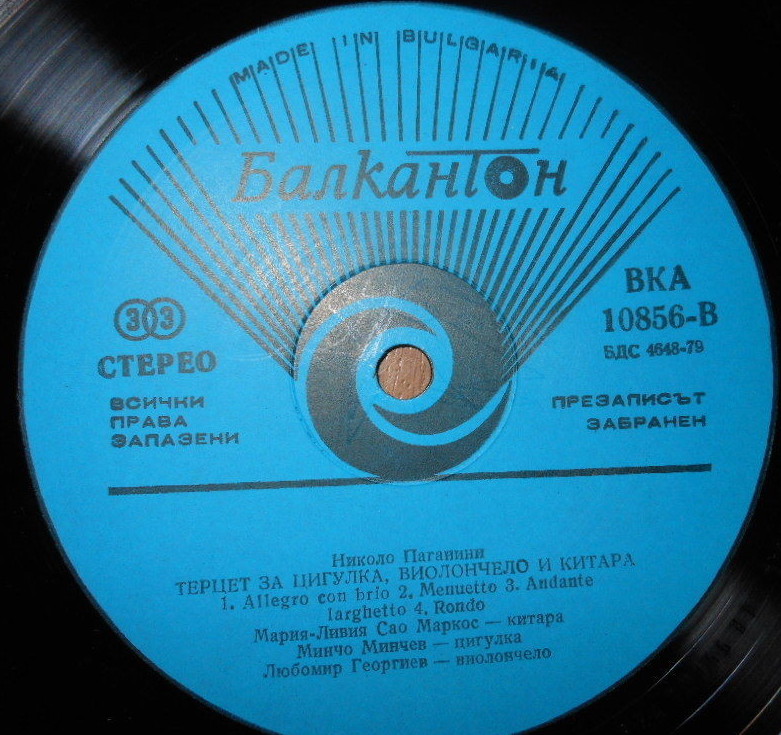 MADE IN BULGARIA
Балкантон
33
СТЕРЕО
ВСИЧКИ
ПРАВА
ЗАПАЗЕНИ
ВКА
10856-В
БДС 4648-79
ПРЕЗАПИСЪТ
ЗАБРАНЕН
Николо Паганини
ТЕРЦЕТ ЗА ЦИГУЛКА, ВИОЛОНЧЕЛО И КИТАРА
1. Allegro con brio 2. Menuetto 3. Andante
larghetto 4. Rondo
Мария-Ливия Сао Маркос — китара
Минчо Минчев — цигулка
Любомир Георгиев — виолончело